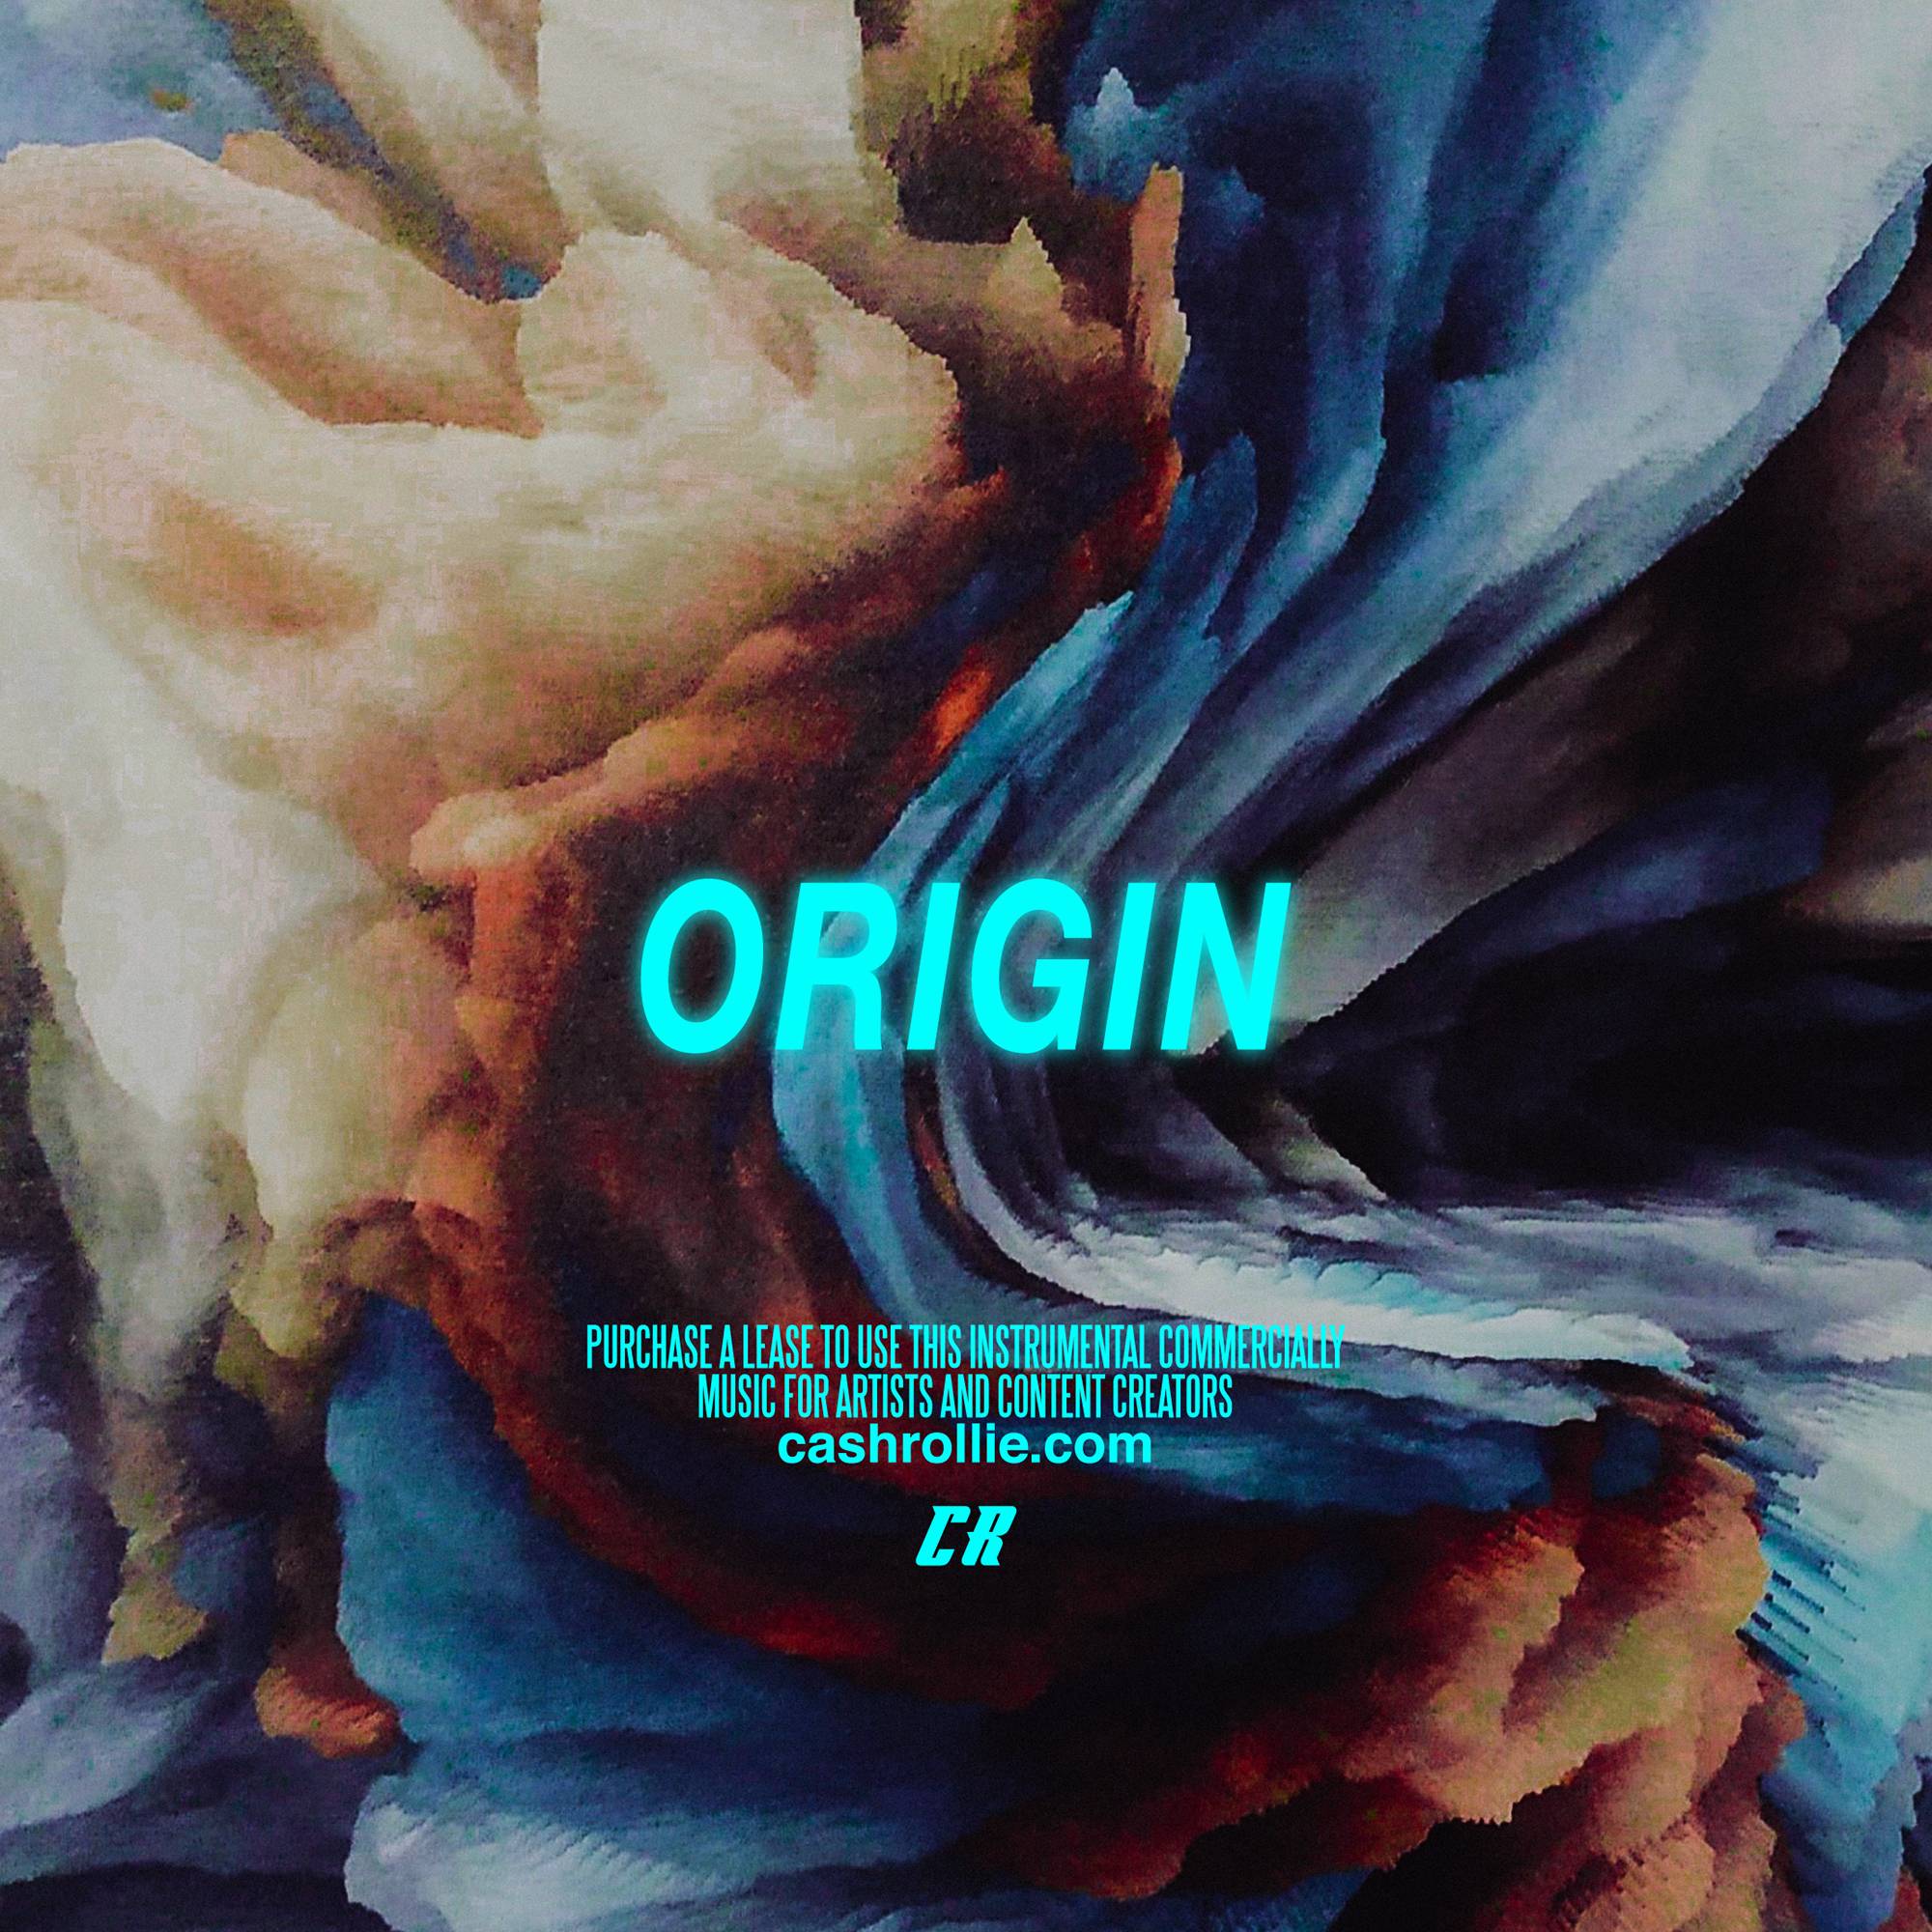 ORIGIN
PURCHASE A LEASE TO USE THIS INSTRUMENTAL COMMERCIALLY
MUSIC FOR ARTISTS AND CONTENT CREATORS
cashrollie.com
CR